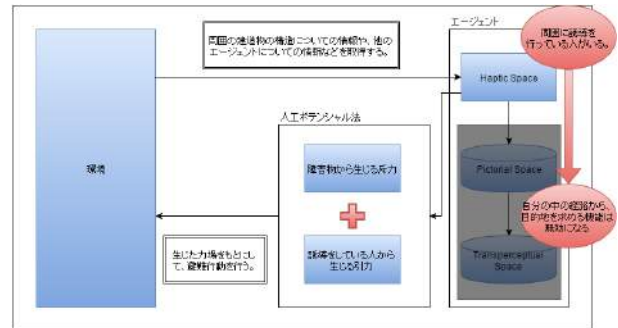 エージェント
周囲の建造物の構造についての情報や、他の
エージェントについての情報などを取得する。
周囲に誘導を
行っている人がいる。
Haptic Space
人工ポテンシャル法
環境
障害物から生じる斥力
Pictorial Space
自分の中の経路から、
目的地を求める機能は
無効になる
誘導をしている人から
生じる引力
生じた力場をもとにし
て、避難行動を行う。
Transperceptual
Space